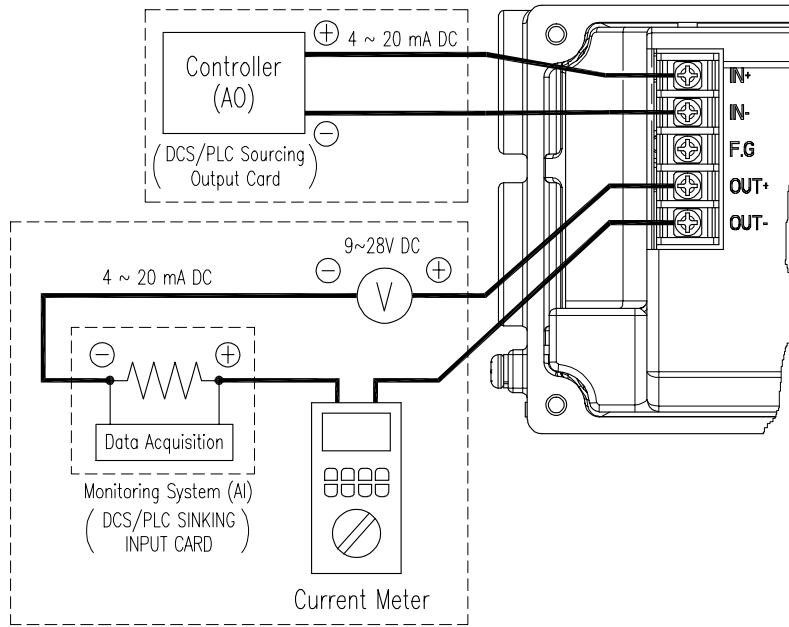 4 ~ 20 mA DC
Controller
(AO)
(DCS/PLC Sourcing
Output Card)
IN+
IN-
F.G
OUT+
OUT-
9~28V DC
4 ~ 20 mA DC
V
Data Acquisition
Monitoring System (AI)
(DCS/PLC SINKING
INPUT CARD)
Current Meter